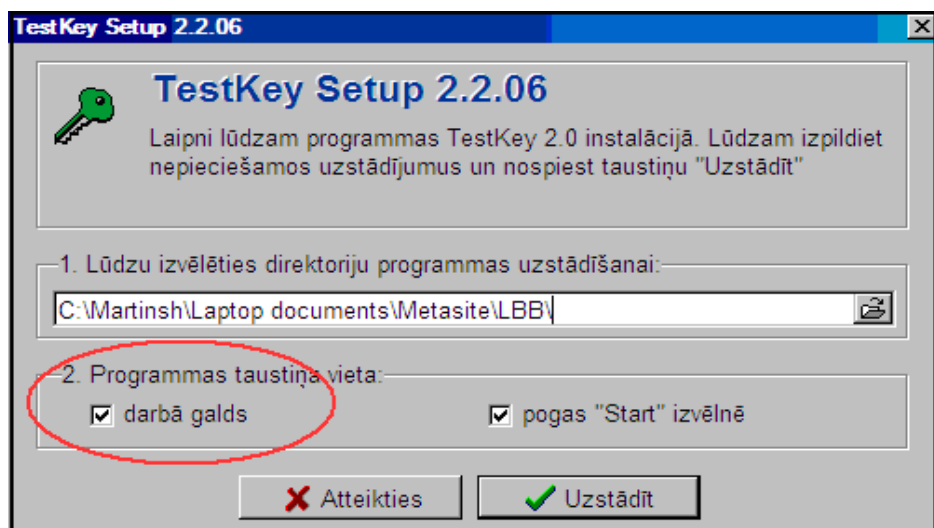 TestKey Setup 2.2.06
TestKey Setup 2.2.06
Laipni lūdzam programmas TestKey 2.0 instalācijā. Lūdzam izpildiet
nepieciešamos uzstādījumus un nospiest taustiņu "Uzstādīt"
1. Lūdzu izvēlēties direktoriju programmas uzstādīšanai:
C:\Martinsh\Laptop documents\Metasite\LBB\
2. Programmas taustiņa vieta:
darbā galds
pogas "Start" izvēlnē
Atteikties
Uzstādīt